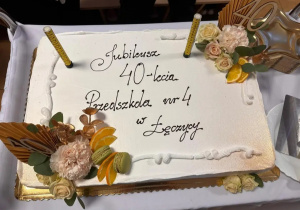 Jubileusz
40-lecia
Przedszkola nr 4
w Łęczycy